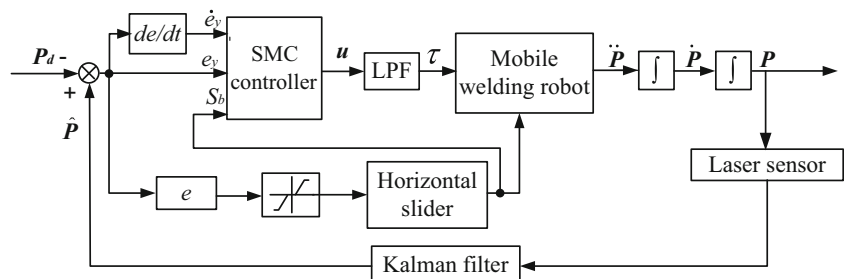 ė_y
de/dt
P_d -
e_y
S_b
+
P̂
SMC
controller
u
LPF
τ
Mobile
welding robot
P̈
∫
Ṗ
∫
P
Laser sensor
e
Horizontal
slider
Kalman filter